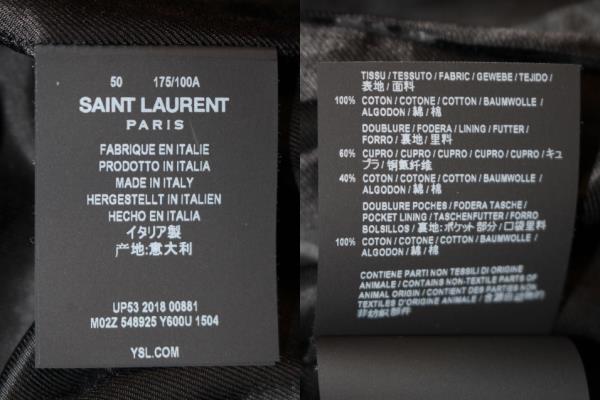 50 175/100A
SAINT LAURENT
PARIS
FABRIQUE EN ITALIE
PRODOTTO IN ITALIA
MADE IN ITALY
HERGESTELLT IN ITALIEN
HECHO EN ITALIA
イタリア製
产地:意大利
UP53 2018 00881
M02Z 548925 Y600U 1504
YSL.COM
TISSU / TESSUTO / FABRIC / GEWEBE / TEJIDO /
表地 / 面料
100% COTON / COTONE / COTTON / BAUMWOLLE /
ALGODON / 綿 / 棉
DOUBLURE / FODERA / LINING / FUTTER /
FORRO / 裏地 / 里料
60% CUPRO / CUPRO / CUPRO / CUPRO / CUPRO / キュ
プラ / 铜氨纤维
40% COTON / COTONE / COTTON / BAUMWOLLE /
ALGODON / 綿 / 棉
DOUBLURE POCHES / FODERA TASCHE /
POCKET LINING / TASCHENFUTTER / FORRO
BOLSILLOS / 裏地:ポケット部分 / 口袋里料
100% COTON / COTONE / COTTON / BAUMWOLLE /
ALGODON / 綿 / 棉
CONTIENE PARTI NON TESSILI DI ORIGINE
ANIMALE / CONTAINS NON-TEXTILE PARTS OF
ANIMAL ORIGIN / CONTIENT DES PARTIES NON
TEXTILES D'ORIGINE ANIMALE /
非纺织部件